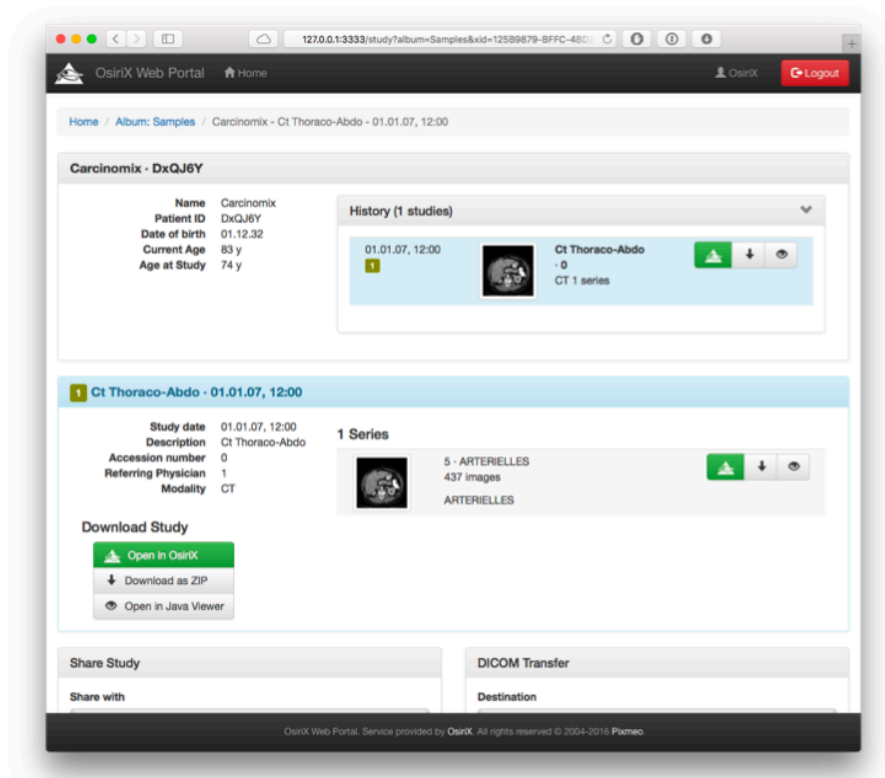 127.0.0.1:3333/study?album=Samples&xid=125B9879-BFFC-4BD
OsiriX Web Portal
Home
OsiriX
Logout
Home / Album: Samples / Carcinomix - Ct Thoraco-Abdo - 01.01.07, 12:00
Carcinomix · DxQJ6Y
Name Carcinomix
Patient ID DxQJ6Y
Date of birth 01.12.32
Current Age 83 y
Age at Study 74 y
History (1 studies)
01.01.07, 12:00
1
Ct Thoraco-Abdo
· 0
CT 1 series
1 Ct Thoraco-Abdo · 01.01.07, 12:00
Study date 01.01.07, 12:00
Description Ct Thoraco-Abdo
Accession number 0
Referring Physician 1
Modality CT
1 Series
5 · ARTERIELLES
437 images
ARTERIELLES
Download Study
Open in OsiriX
Download as ZIP
Open in Java Viewer
Share Study
Share with
DICOM Transfer
Destination
OsiriX Web Portal. Service provided by OsiriX. All rights reserved © 2004-2016 Pixmeo.